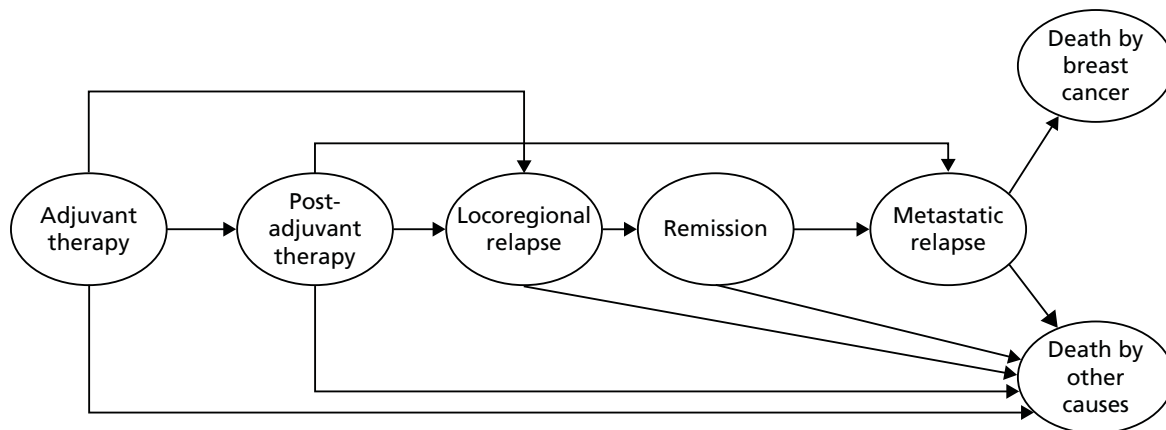 Death by
breast
cancer
Adjuvant
therapy
Post-
adjuvant
therapy
Locoregional
relapse
Remission
Metastatic
relapse
Death by
other
causes